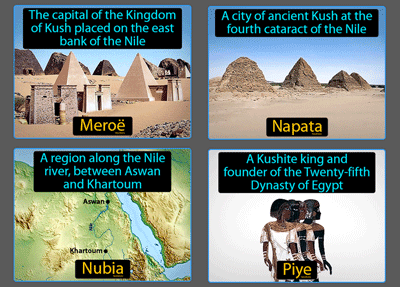 The capital of the Kingdom
of Kush placed on the east
bank of the Nile
Meroë
A city of ancient Kush at the
fourth cataract of the Nile
Napata
A region along the Nile
river, between Aswan
and Khartoum
Aswan
Khartoum
Nubia
A Kushite king and
founder of the Twenty-fifth
Dynasty of Egypt
Piye